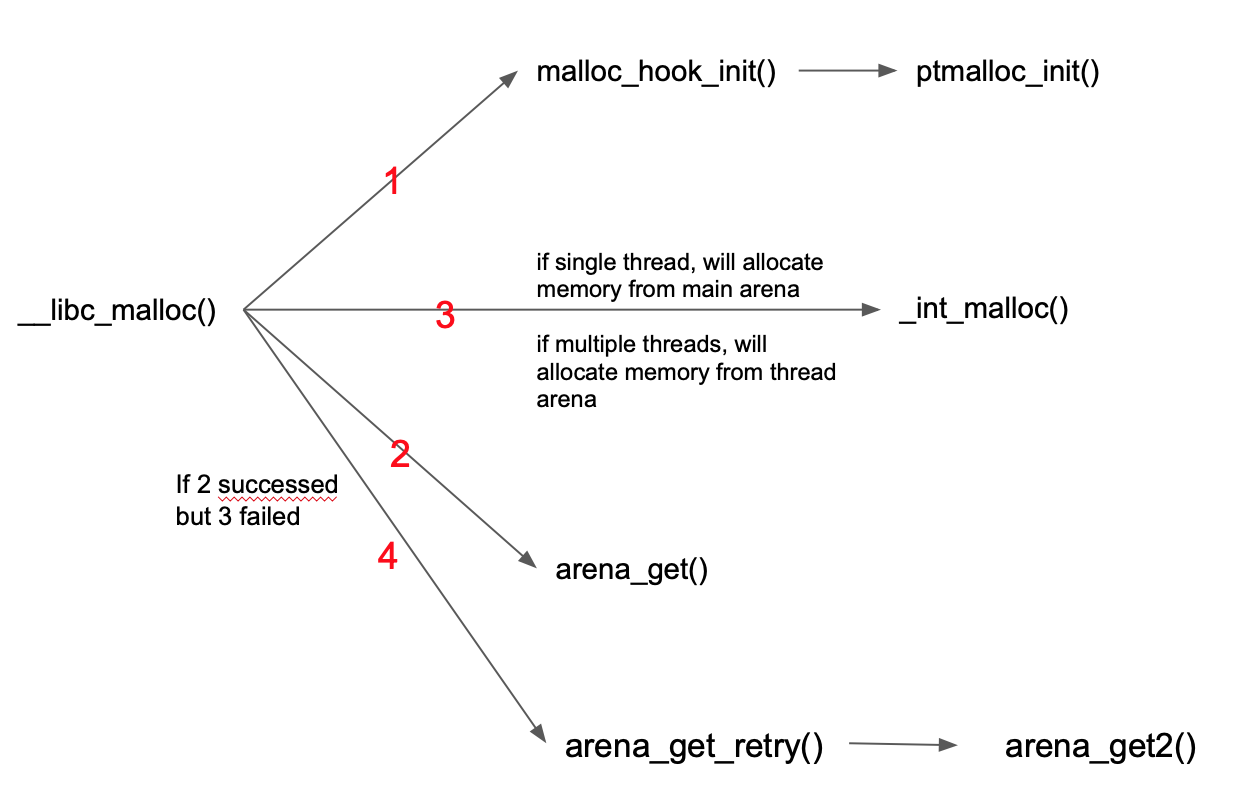 malloc_hook_init()
ptmalloc_init()
1
if single thread, will allocate
memory from main arena
__libc_malloc()
3
_int_malloc()
if multiple threads, will
allocate memory from thread
arena
2
If 2 successed
but 3 failed
4
arena_get()
arena_get_retry()
arena_get2()